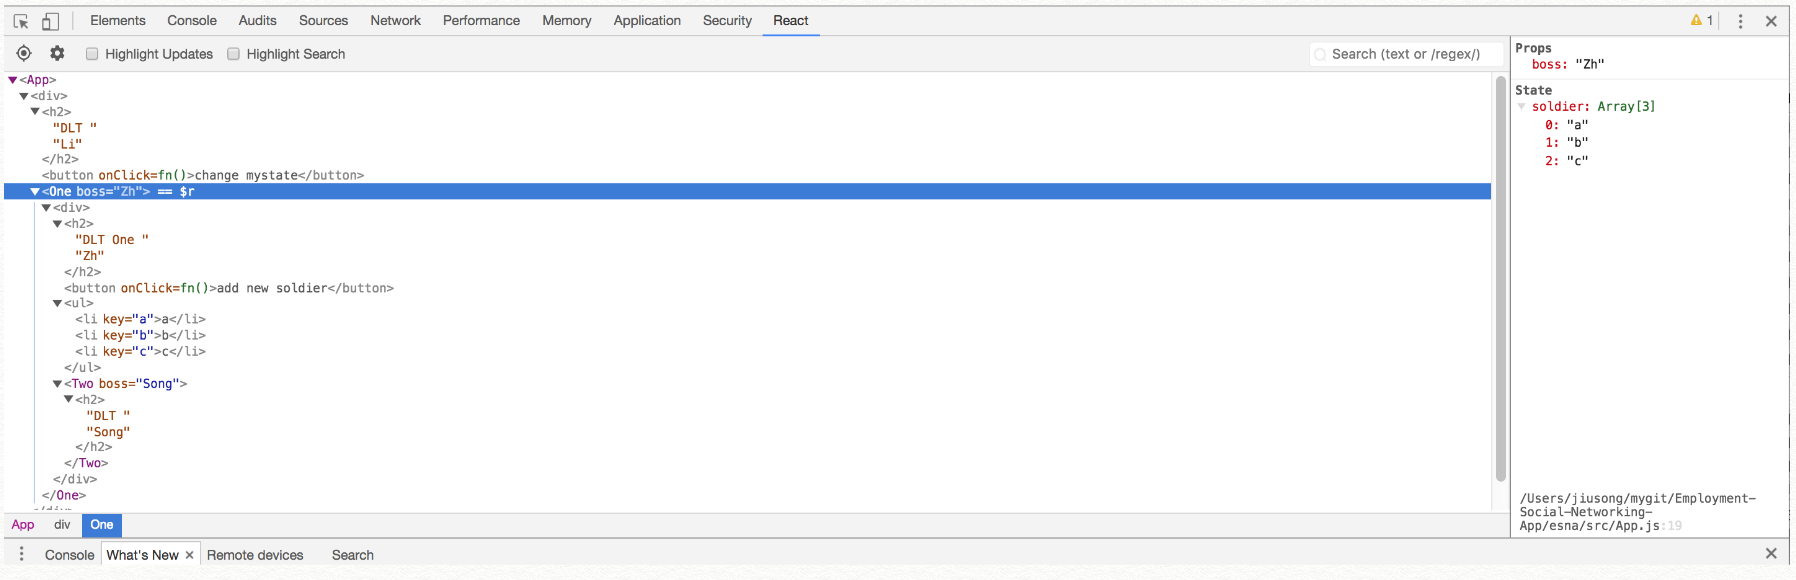 Elements Console Audits Sources Network Performance Memory Application Security React 1
Highlight Updates Highlight Search Search (text or /regex/)
<App>
<div>
<h2>
"DLT "
"Li"
</h2>
<button onClick=fn()>change mystate</button>
<One boss="Zh"> == $r
<div>
<h2>
"DLT One "
"Zh"
</h2>
<button onClick=fn()>add new soldier</button>
<ul>
<li key="a">a</li>
<li key="b">b</li>
<li key="c">c</li>
</ul>
<Two boss="Song">
<h2>
"DLT "
"Song"
</h2>
</Two>
</div>
</One>
App div One
Props
boss: "Zh"
State
soldier: Array[3]
0: "a"
1: "b"
2: "c"
/Users/jiusong/mygit/Employment-
Social-Networking-
App/esna/src/App.js:19
Console What's New Remote devices Search